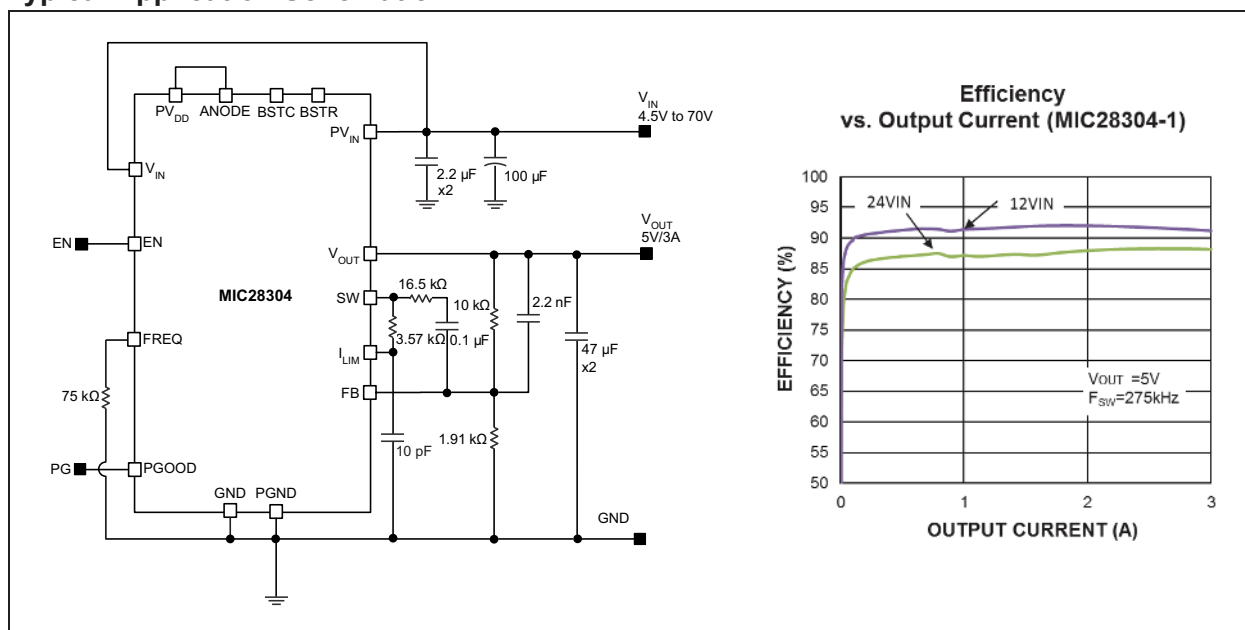 PVDD
ANODE
BSTC
BSTR
PVIN
VIN
4.5V to 70V
VIN
2.2 µF
x2
100 µF
EN
EN
VOUT
VOUT
5V/3A
MIC28304
SW
16.5 kΩ
10 kΩ
2.2 nF
3.57 kΩ
0.1 µF
47 µF
x2
FREQ
ILIM
FB
75 kΩ
1.91 kΩ
10 pF
PG
PGOOD
GND
PGND
GND
Efficiency
vs. Output Current (MIC28304-1)
100
95
90
85
80
75
70
65
60
55
50
EFFICIENCY (%)
24VIN
12VIN
VOUT =5V
FSW=275kHz
0
1
2
3
OUTPUT CURRENT (A)